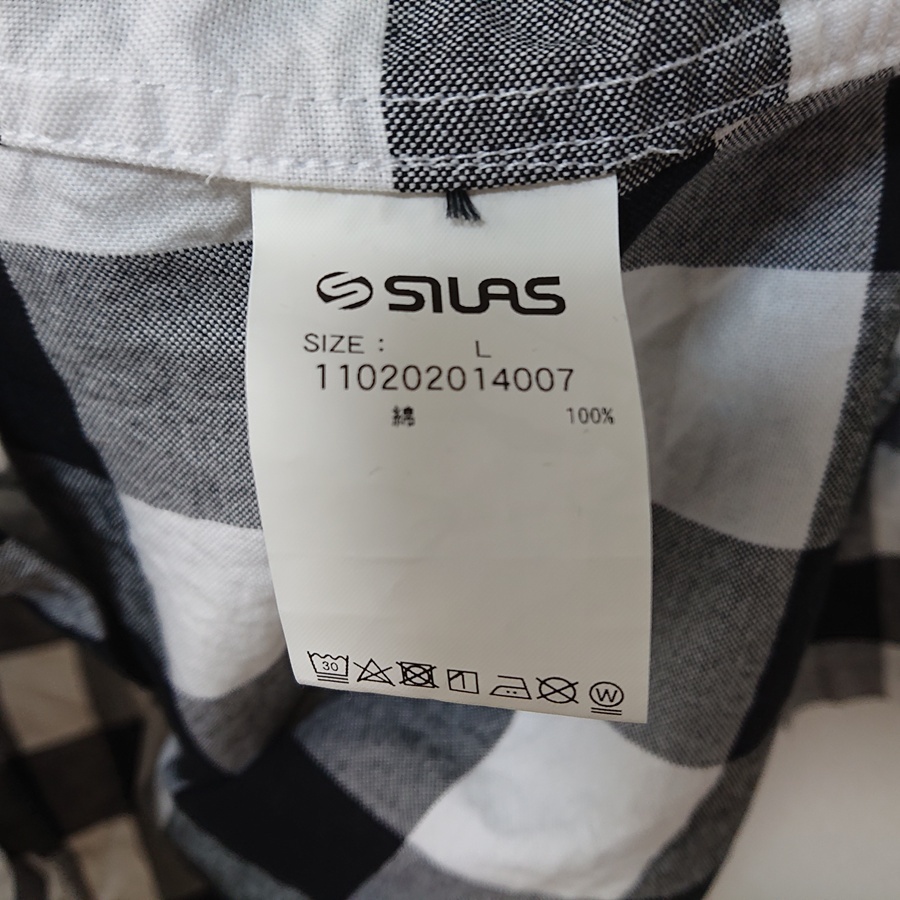 SILAS
SIZE : L
110202014007
綿 100%
30
W